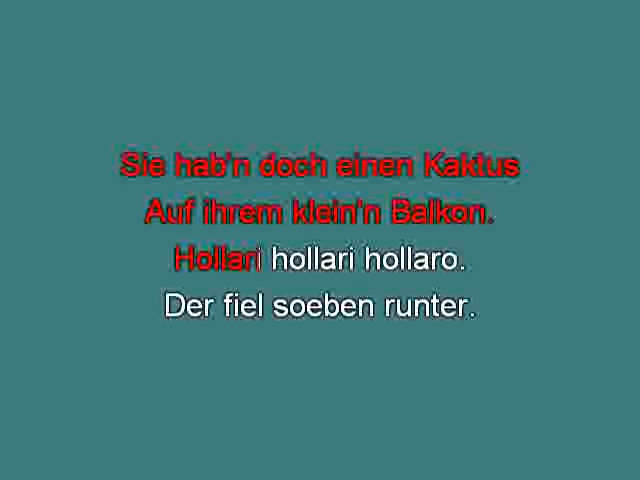 Sie hab'n doch einen Kaktus
Auf ihrem klein'n Balkon.
Hollari hollari hollaro.
Der fiel soeben runter.